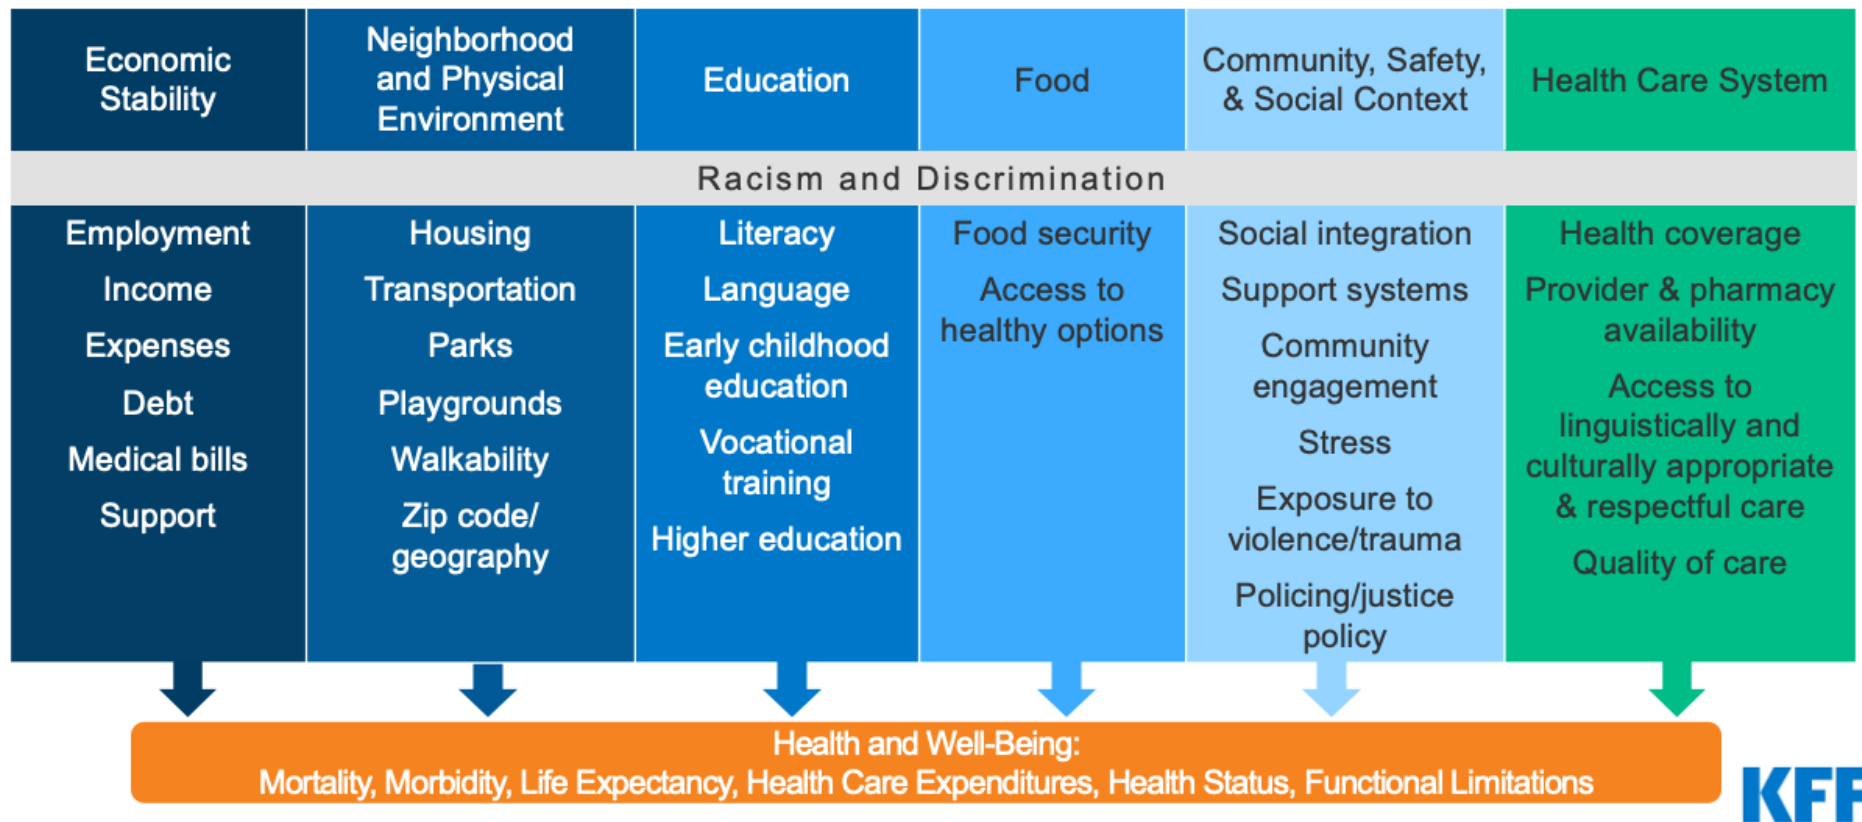 Economic
Stability
Neighborhood
and Physical
Environment
Education
Food
Community, Safety,
& Social Context
Health Care System
Racism and Discrimination
Employment
Income
Expenses
Debt
Medical bills
Support
Housing
Transportation
Parks
Playgrounds
Walkability
Zip code/
geography
Literacy
Language
Early childhood
education
Vocational
training
Higher education
Food security
Access to
healthy options
Social integration
Support systems
Community
engagement
Stress
Exposure to
violence/trauma
Policing/justice
policy
Health coverage
Provider & pharmacy
availability
Access to
linguistically and
culturally appropriate
& respectful care
Quality of care
Health and Well-Being:
Mortality, Morbidity, Life Expectancy, Health Care Expenditures, Health Status, Functional Limitations
KFF